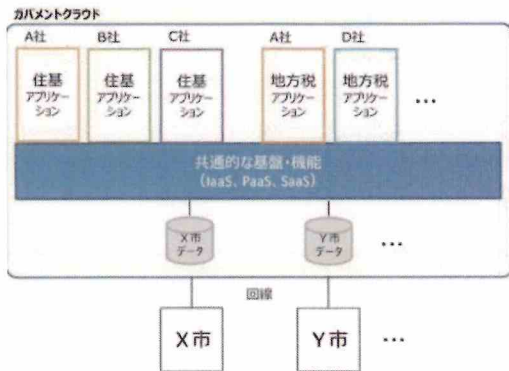 ガバメントクラウド
A社 B社 C社 A社 D社
住基
アプリケー
ション
住基
アプリケー
ション
住基
アプリケー
ション
地方税
アプリケー
ション
地方税
アプリケー
ション
…
共通的な基盤・機能
(IaaS、PaaS、SaaS)
X市
データ
Y市
データ
…
回線
X市
Y市
…